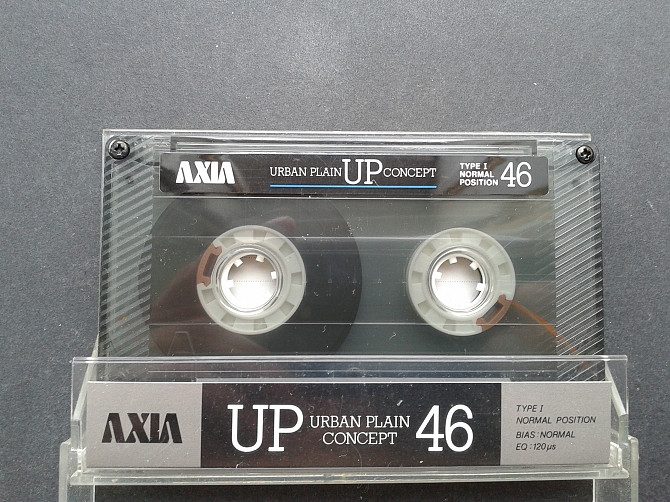 AXIA
URBAN PLAIN UP CONCEPT
TYPE I
NORMAL
POSITION
46
A
AXIA
UP
URBAN PLAIN
CONCEPT
46
TYPE I
NORMAL POSITION
BIAS : NORMAL
EQ : 120μs